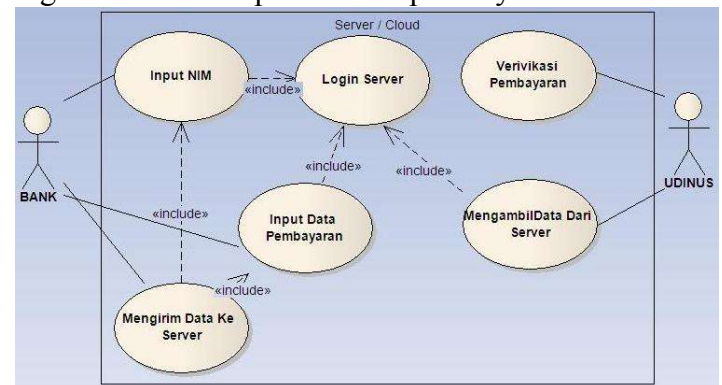 Server / Cloud
Input NIM
«include»
Login Server
Verivikasi
Pembayaran
BANK
UDINUS
«include»
«include»
«include»
Input Data
Pembayaran
MengambilData Dari
Server
«include»
Mengirim Data Ke
Server